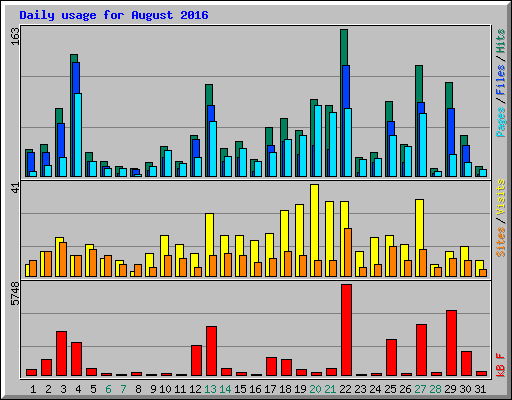 Daily usage for August 2016
163
Pages / Files / Hits
41
Sites / Visits
5748
kB F
1 2 3 4 5 6 7 8 9 10 11 12 13 14 15 16 17 18 19 20 21 22 23 24 25 26 27 28 29 30 31